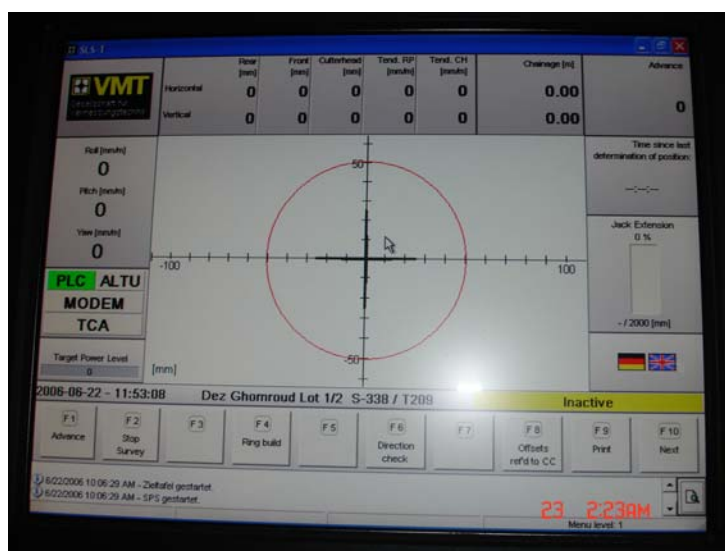 SLS-T
VMT
Gesellschaft für
Vermessungstechnik
Rear [mm] Front [mm] Cutterhead [mm] Tend. RP [mm/m] Tend. CH [mm/m] Chainage [m] Advance
Horizontal 0 0 0 0 0 0.00 0
Vertical 0 0 0 0 0 0.00
Roll [mm/m]
0
Pitch [mm/m]
0
Yaw [mm/m]
0
PLC ALTU
MODEM
TCA
Target Power Level
0
50
-100
100
-50
[mm]
Time since last
determination of position:
--:--:--
Jack Extension
0 %
- / 2000 [mm]
2006-06-22 - 11:53:08 Dez Ghomroud Lot 1/2 S-338 / T209 Inactive
F1 Advance
F2 Stop Survey
F3
F4 Ring build
F5
F6 Direction check
F7
F8 Offsets ref'd to CC
F9 Print
F10 Next
6/22/2006 10:06:29 AM - Zieltafel gestartet.
6/22/2006 10:06:29 AM - SPS gestartet.
23 2:23AM
Menu level: 1